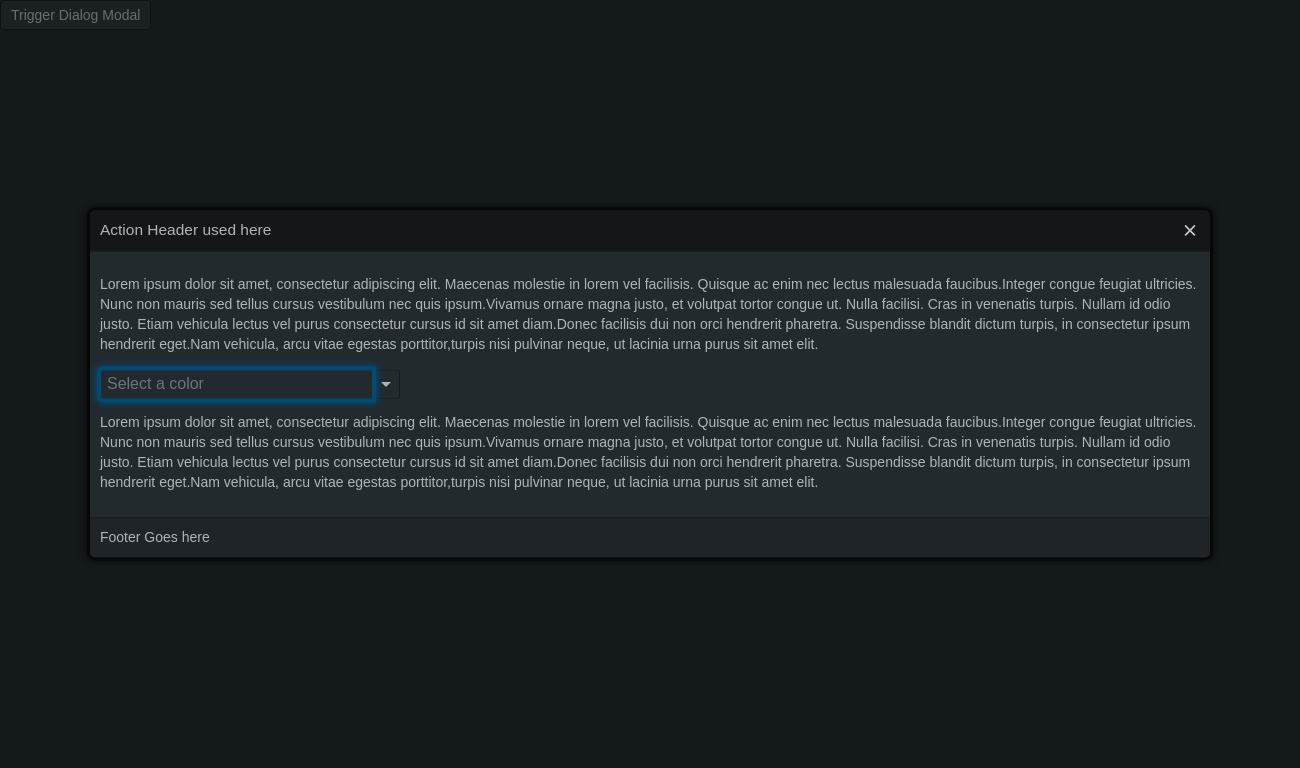 Trigger Dialog Modal
Action Header used here
Lorem ipsum dolor sit amet, consectetur adipiscing elit. Maecenas molestie in lorem vel facilisis. Quisque ac enim nec lectus malesuada faucibus.Integer congue feugiat ultricies.
Nunc non mauris sed tellus cursus vestibulum nec quis ipsum.Vivamus ornare magna justo, et volutpat tortor congue ut. Nulla facilisi. Cras in venenatis turpis. Nullam id odio
justo. Etiam vehicula lectus vel purus consectetur cursus id sit amet diam.Donec facilisis dui non orci hendrerit pharetra. Suspendisse blandit dictum turpis, in consectetur ipsum
hendrerit eget.Nam vehicula, arcu vitae egestas porttitor,turpis nisi pulvinar neque, ut lacinia urna purus sit amet elit.
Select a color
Lorem ipsum dolor sit amet, consectetur adipiscing elit. Maecenas molestie in lorem vel facilisis. Quisque ac enim nec lectus malesuada faucibus.Integer congue feugiat ultricies.
Nunc non mauris sed tellus cursus vestibulum nec quis ipsum.Vivamus ornare magna justo, et volutpat tortor congue ut. Nulla facilisi. Cras in venenatis turpis. Nullam id odio
justo. Etiam vehicula lectus vel purus consectetur cursus id sit amet diam.Donec facilisis dui non orci hendrerit pharetra. Suspendisse blandit dictum turpis, in consectetur ipsum
hendrerit eget.Nam vehicula, arcu vitae egestas porttitor,turpis nisi pulvinar neque, ut lacinia urna purus sit amet elit.
Footer Goes here